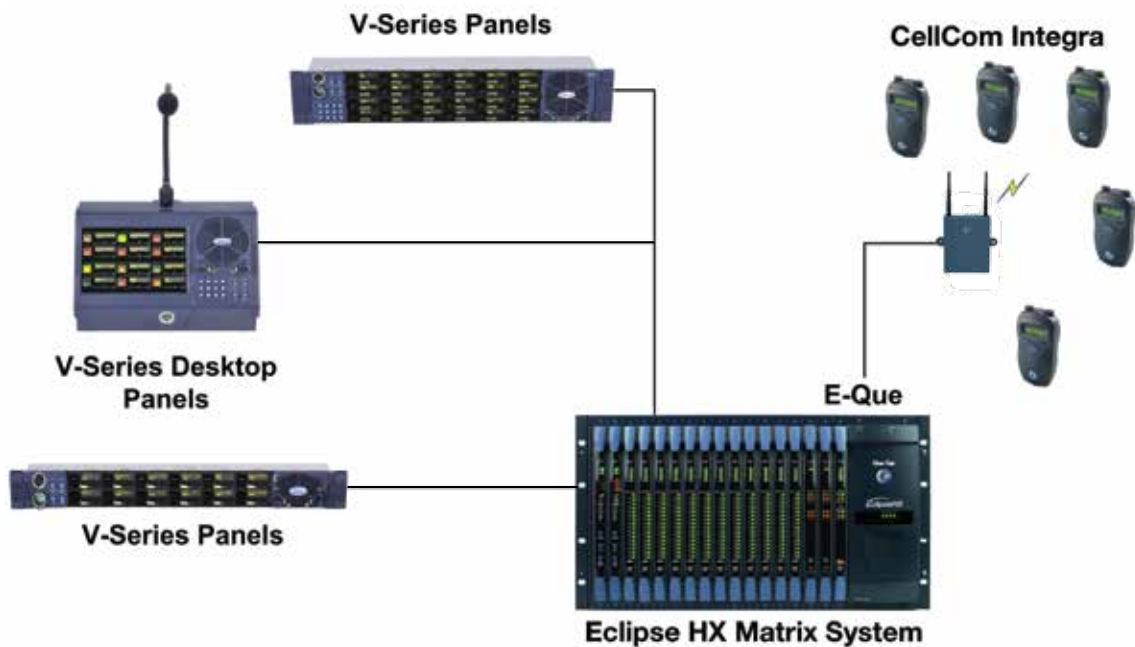 V-Series Panels
CellCom Integra
V-Series Desktop
Panels
E-Que
V-Series Panels
Eclipse HX Matrix System